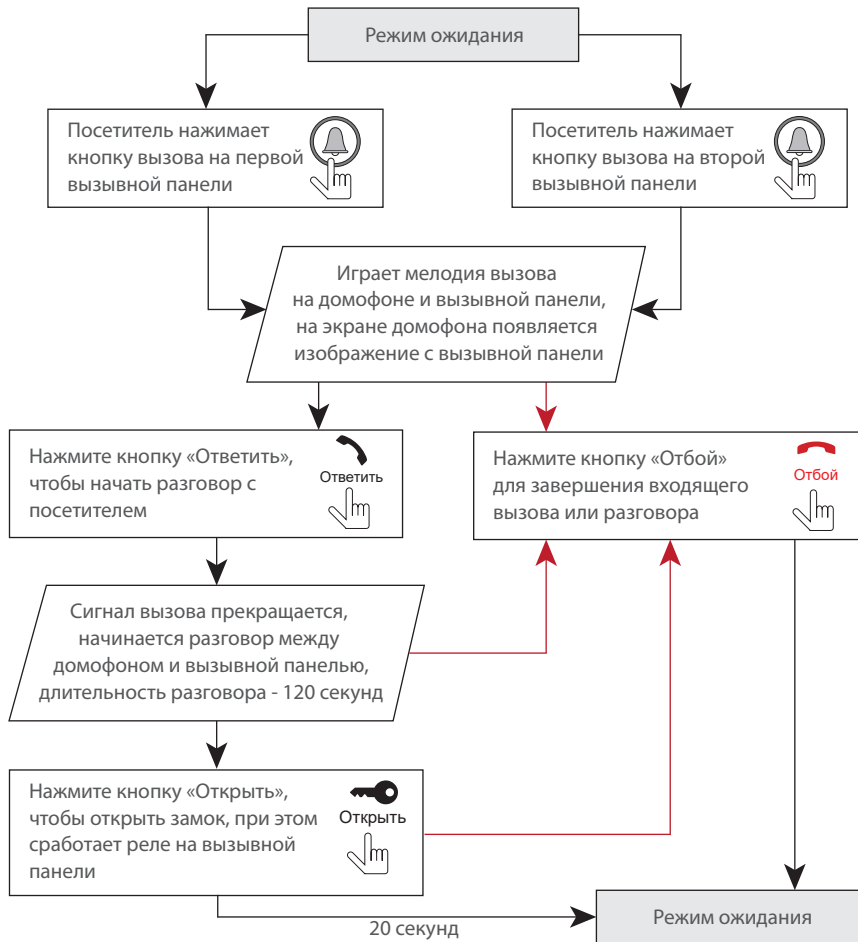 Режим ожидания
Посетитель нажимает
кнопку вызова на первой
вызывной панели
Посетитель нажимает
кнопку вызова на второй
вызывной панели
Играет мелодия вызова
на домофоне и вызывной панели,
на экране домофона появляется
изображение с вызывной панели
Нажмите кнопку «Ответить»,
чтобы начать разговор с
посетителем
Ответить
Нажмите кнопку «Отбой»
для завершения входящего
вызова или разговора
Отбой
Сигнал вызова прекращается,
начинается разговор между
домофоном и вызывной панелью,
длительность разговора - 120 секунд
Нажмите кнопку «Открыть»,
чтобы открыть замок, при этом
сработает реле на вызывной
панели
Открыть
20 секунд
Режим ожидания